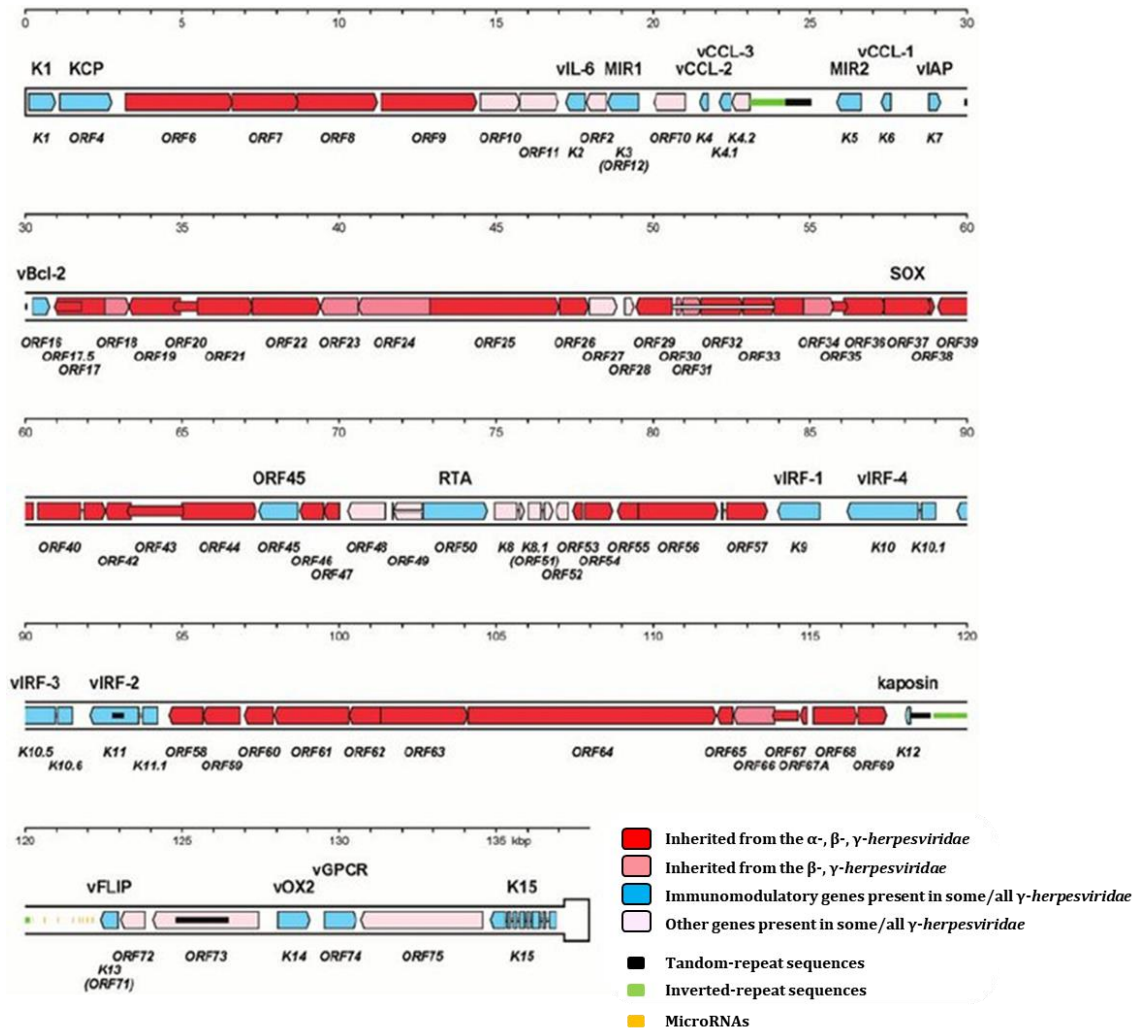 0 5 10 15 20 25 30
vCCL-3 vCCL-1
K1 KCP vIL-6 MIR1 vCCL-2 MIR2 vIAP
K1 ORF4 ORF6 ORF7 ORF8 ORF9 ORF10 ORF2 ORF70 K4 K4.2 K5 K6 K7
ORF11 K2 K3 K4.1
(ORF12)
30 35 40 45 50 55 60
vBcl-2 SOX
ORF16 ORF18 ORF20 ORF22 ORF23 ORF24 ORF25 ORF26 ORF29 ORF32 ORF34 ORF36 ORF37 ORF39
ORF17.5 ORF19 ORF21 ORF27 ORF30 ORF33 ORF35 ORF38
ORF17 ORF28 ORF31
60 65 70 75 80 85 90
ORF45 RTA vIRF-1 vIRF-4
ORF40 ORF43 ORF44 ORF45 ORF48 ORF50 K8 K8.1 ORF53 ORF55 ORF56 ORF57 K9 K10 K10.1
ORF42 ORF46 ORF49 (ORF51) ORF54
ORF47 ORF52
90 95 100 105 110 115 120
vIRF-3 vIRF-2 kaposin
K10.5 K11 ORF58 ORF60 ORF61 ORF62 ORF63 ORF64 ORF65 ORF67 ORF68 K12
K10.6 K11.1 ORF59 ORF66 ORF67A ORF69
120 125 130 135 kbp
vGPCR
vFLIP vOX2 K15
ORF72 ORF73 K14 ORF74 ORF75 K15
K13
(ORF71)
Inherited from the α-, β-, γ-herpesviridae
Inherited from the β-, γ-herpesviridae
Immunomodulatory genes present in some/all γ-herpesviridae
Other genes present in some/all γ-herpesviridae
Tandom-repeat sequences
Inverted-repeat sequences
MicroRNAs